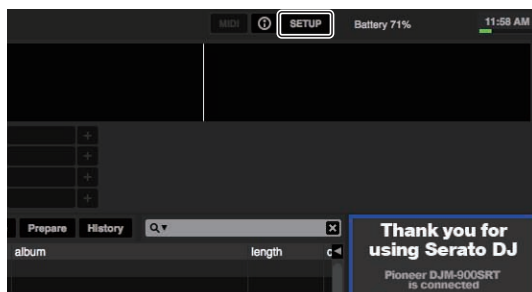 MIDI SETUP Battery 71% 11:58 AM
Prepare History
album length
Thank you for
using Serato DJ
Pioneer DJM-900SRT
is connected